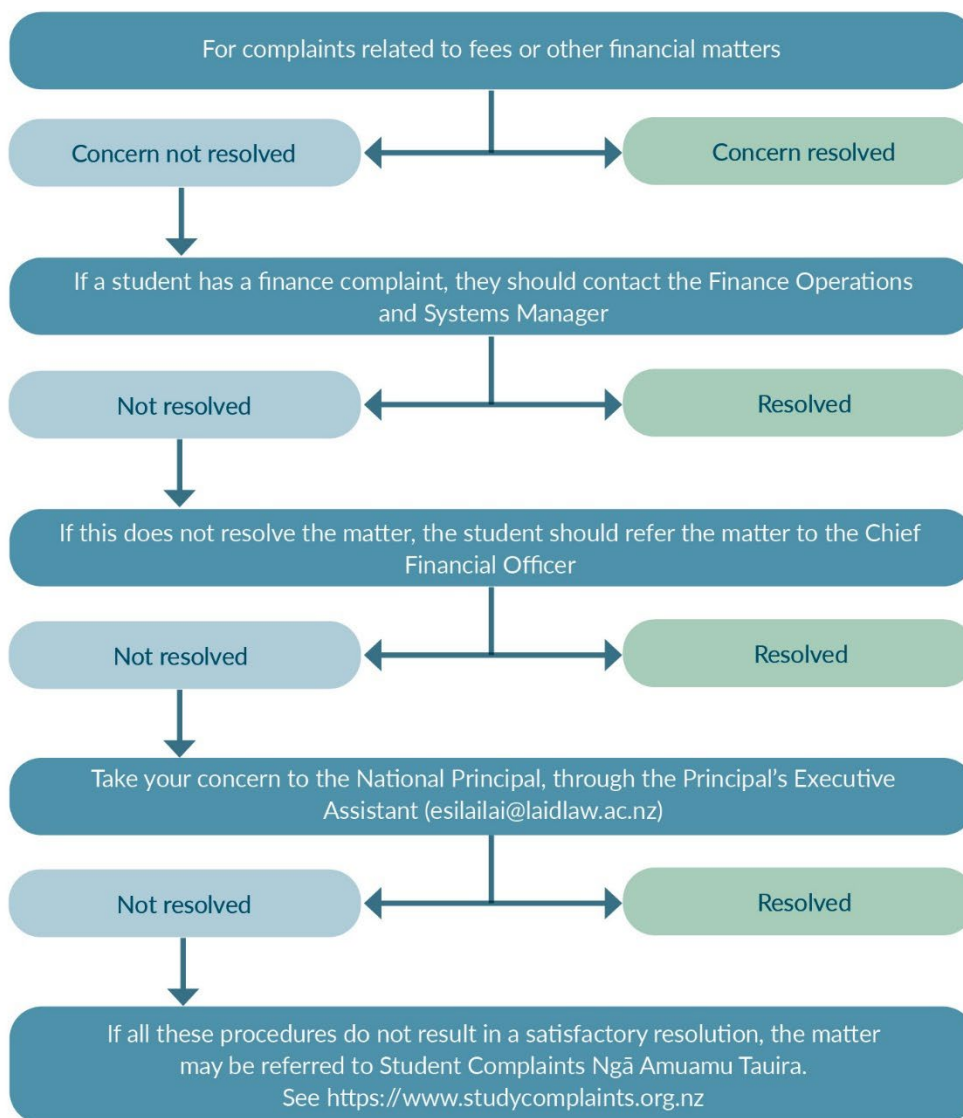 For complaints related to fees or other financial matters
Concern not resolved
Concern resolved
If a student has a finance complaint, they should contact the Finance Operations
and Systems Manager
Not resolved
Resolved
If this does not resolve the matter, the student should refer the matter to the Chief
Financial Officer
Not resolved
Resolved
Take your concern to the National Principal, through the Principal’s Executive
Assistant (esilailai@laidlaw.ac.nz)
Not resolved
Resolved
If all these procedures do not result in a satisfactory resolution, the matter
may be referred to Student Complaints Ngā Amuamu Tauira.
See https://www.studycomplaints.org.nz